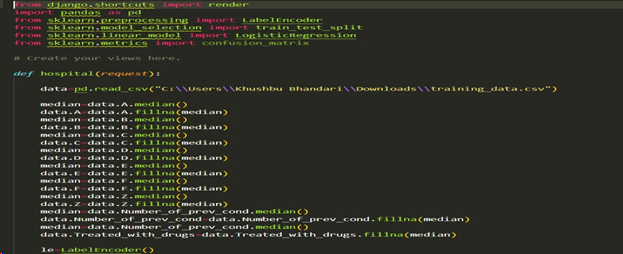 from django.shortcuts import render
import pandas as pd
from sklearn.preprocessing import LabelEncoder
from sklearn.model_selection import train_test_split
from sklearn.linear_model import LogisticRegression
from sklearn.metrics import confusion_matrix
# Create your views here.
def hospital(request):
data=pd.read_csv("C:\\Users\\Khushbu Bhandari\\Downloads\\training_data.csv")
median=data.A.median()
data.A=data.A.fillna(median)
median=data.B.median()
data.B=data.B.fillna(median)
median=data.C.median()
data.C=data.C.fillna(median)
median=data.D.median()
data.D=data.D.fillna(median)
median=data.E.median()
data.E=data.E.fillna(median)
median=data.F.median()
data.F=data.F.fillna(median)
median=data.Z.median()
data.Z=data.Z.fillna(median)
median=data.Number_of_prev_cond.median()
data.Number_of_prev_cond=data.Number_of_prev_cond.fillna(median)
median=data.Number_of_prev_cond.median()
data.Treated_with_drugs=data.Treated_with_drugs.fillna(median)
le=LabelEncoder()